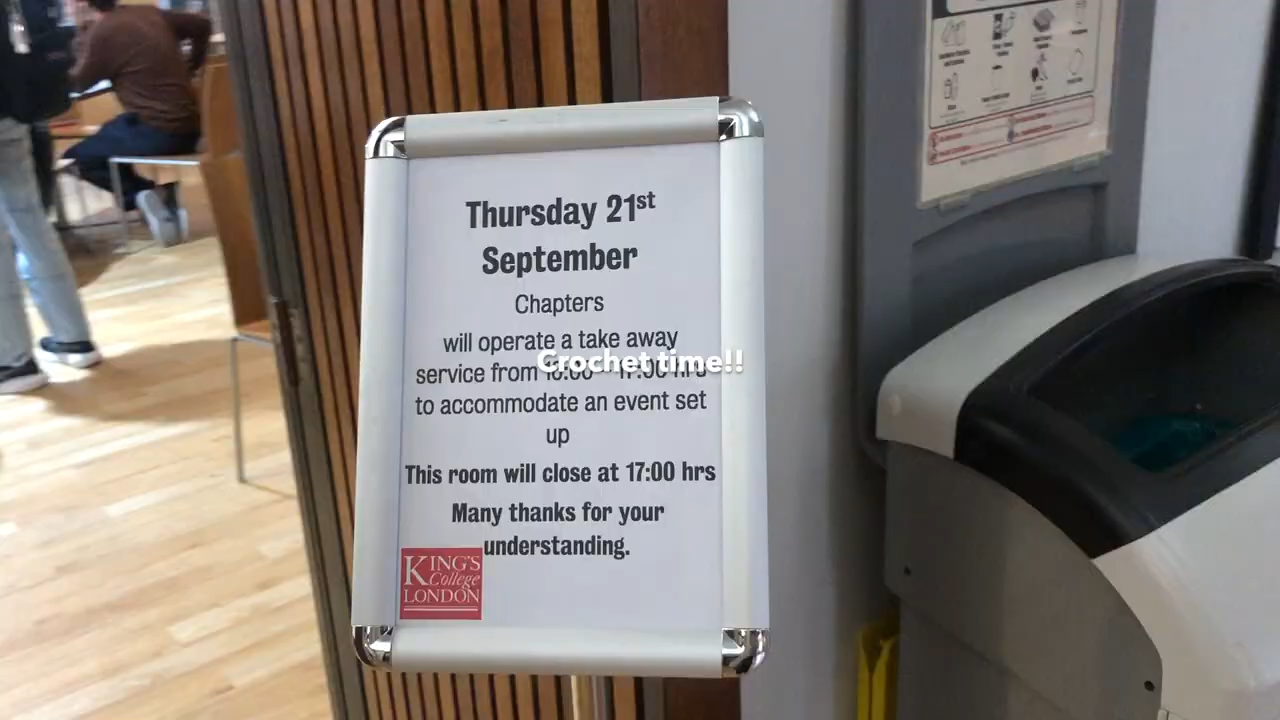 Thursday 21st
September
Chapters
will operate a take away
service from
Crochet time!!
to accommodate an event set
up
This room will close at 17:00 hrs
Many thanks for your
understanding.
KING'S
College
LONDON